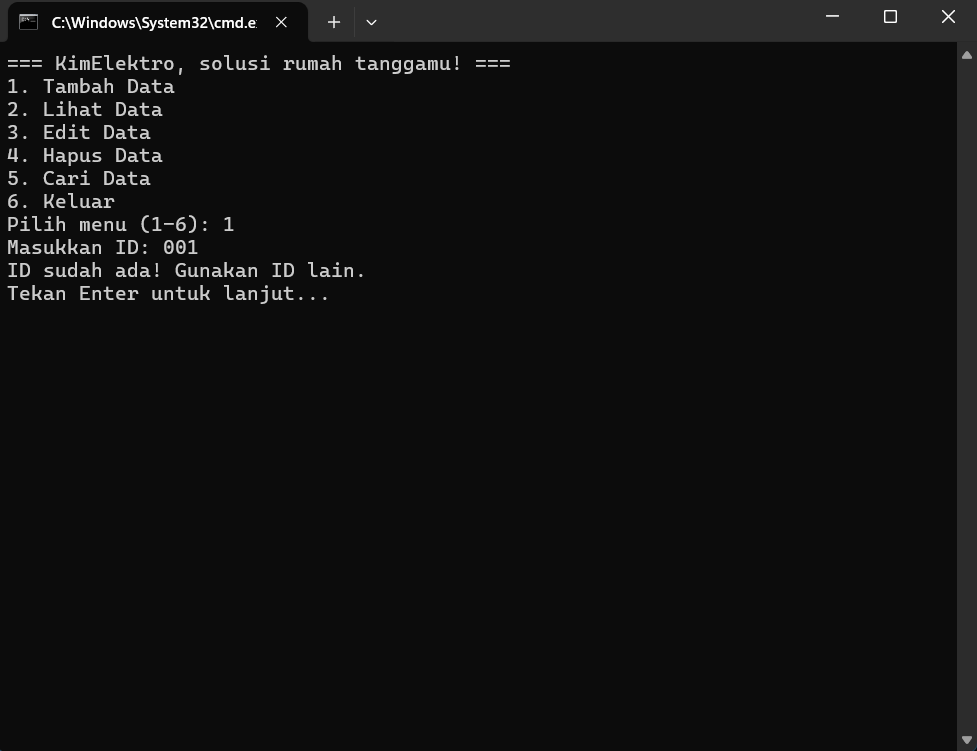 C:\Windows\System32\cmd.e
=== KimElektro, solusi rumah tanggamu! ===
1. Tambah Data
2. Lihat Data
3. Edit Data
4. Hapus Data
5. Cari Data
6. Keluar
Pilih menu (1-6): 1
Masukkan ID: 001
ID sudah ada! Gunakan ID lain.
Tekan Enter untuk lanjut...